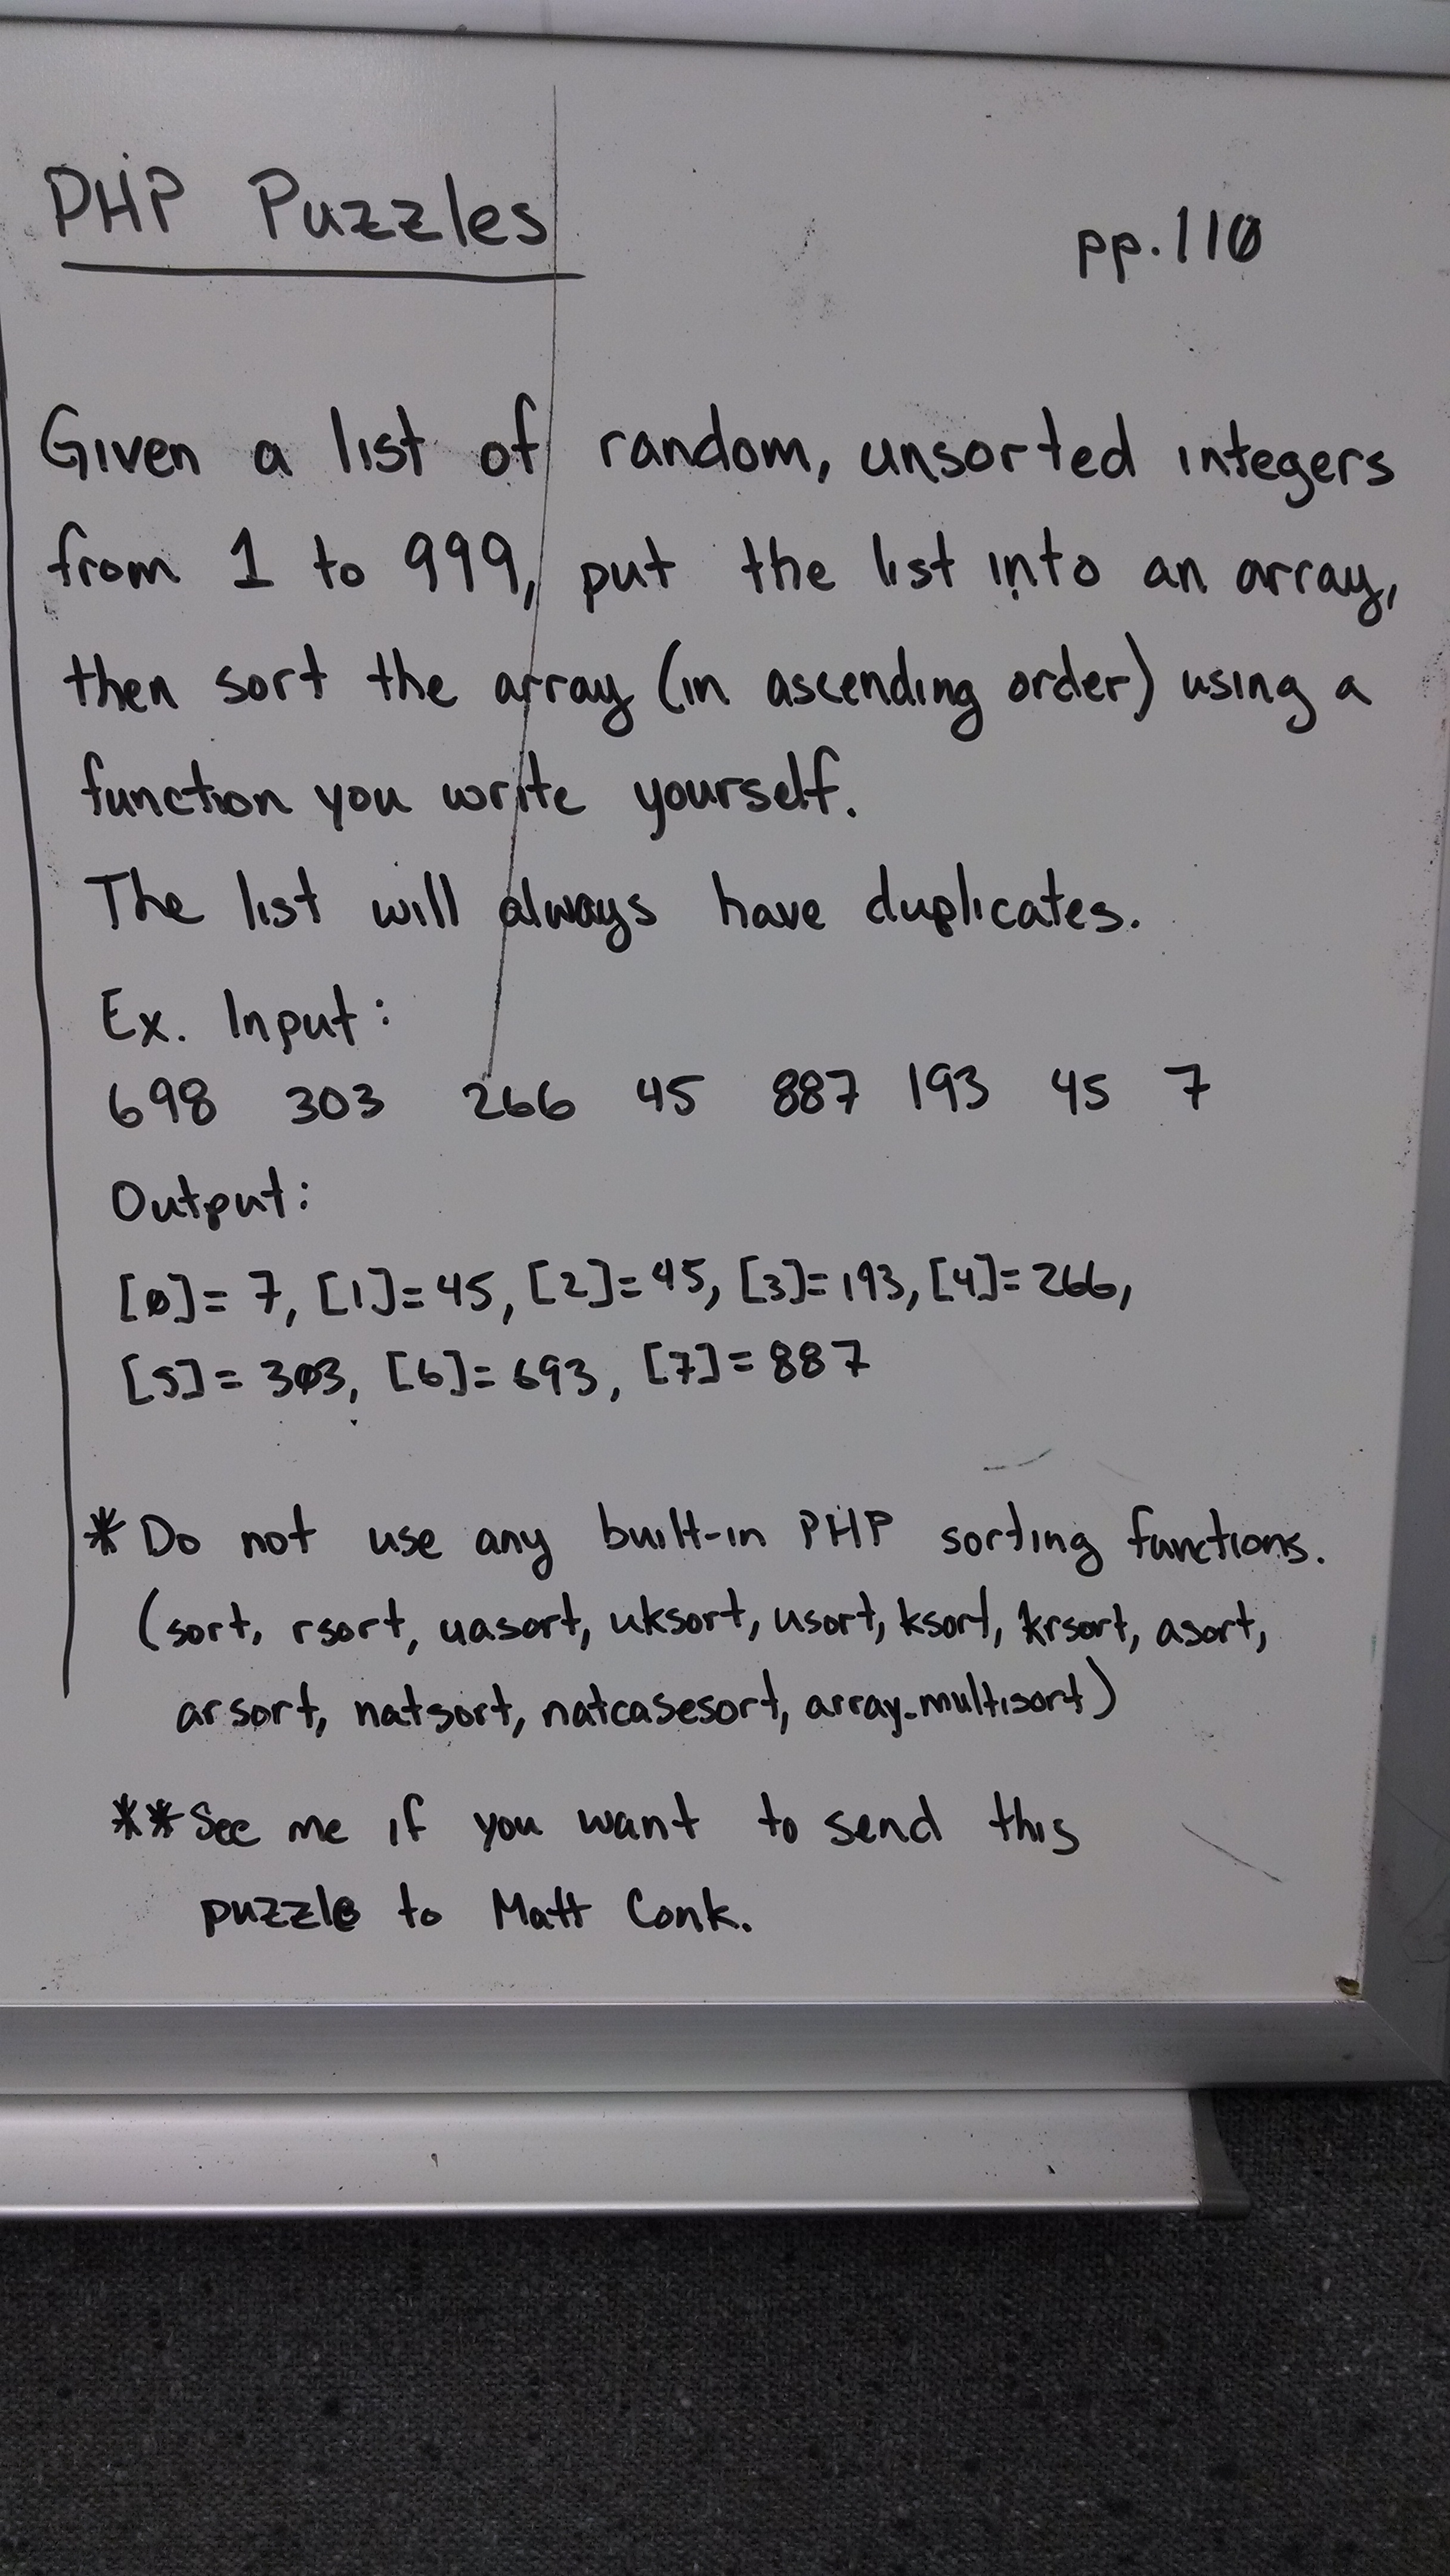 PHP Puzzles
pp.110
Given a list of random, unsorted integers
from 1 to 999, put the list into an array,
then sort the array (in ascending order) using a
function you write yourself.
The list will always have duplicates.
Ex. Input:
698 303 266 45 887 193 45 7
Output:
[0]= 7, [1]=45, [2]=45, [3]=193, [4]=266,
[5]=303, [6]=693, [7]=887
*Do not use any built-in PHP sorting functions.
(sort, rsort, uasort, uksort, usort, ksort, krsort, asort,
arsort, natsort, natcasesort, array_multisort)
**See me if you want to send this
puzzle to Matt Conk.